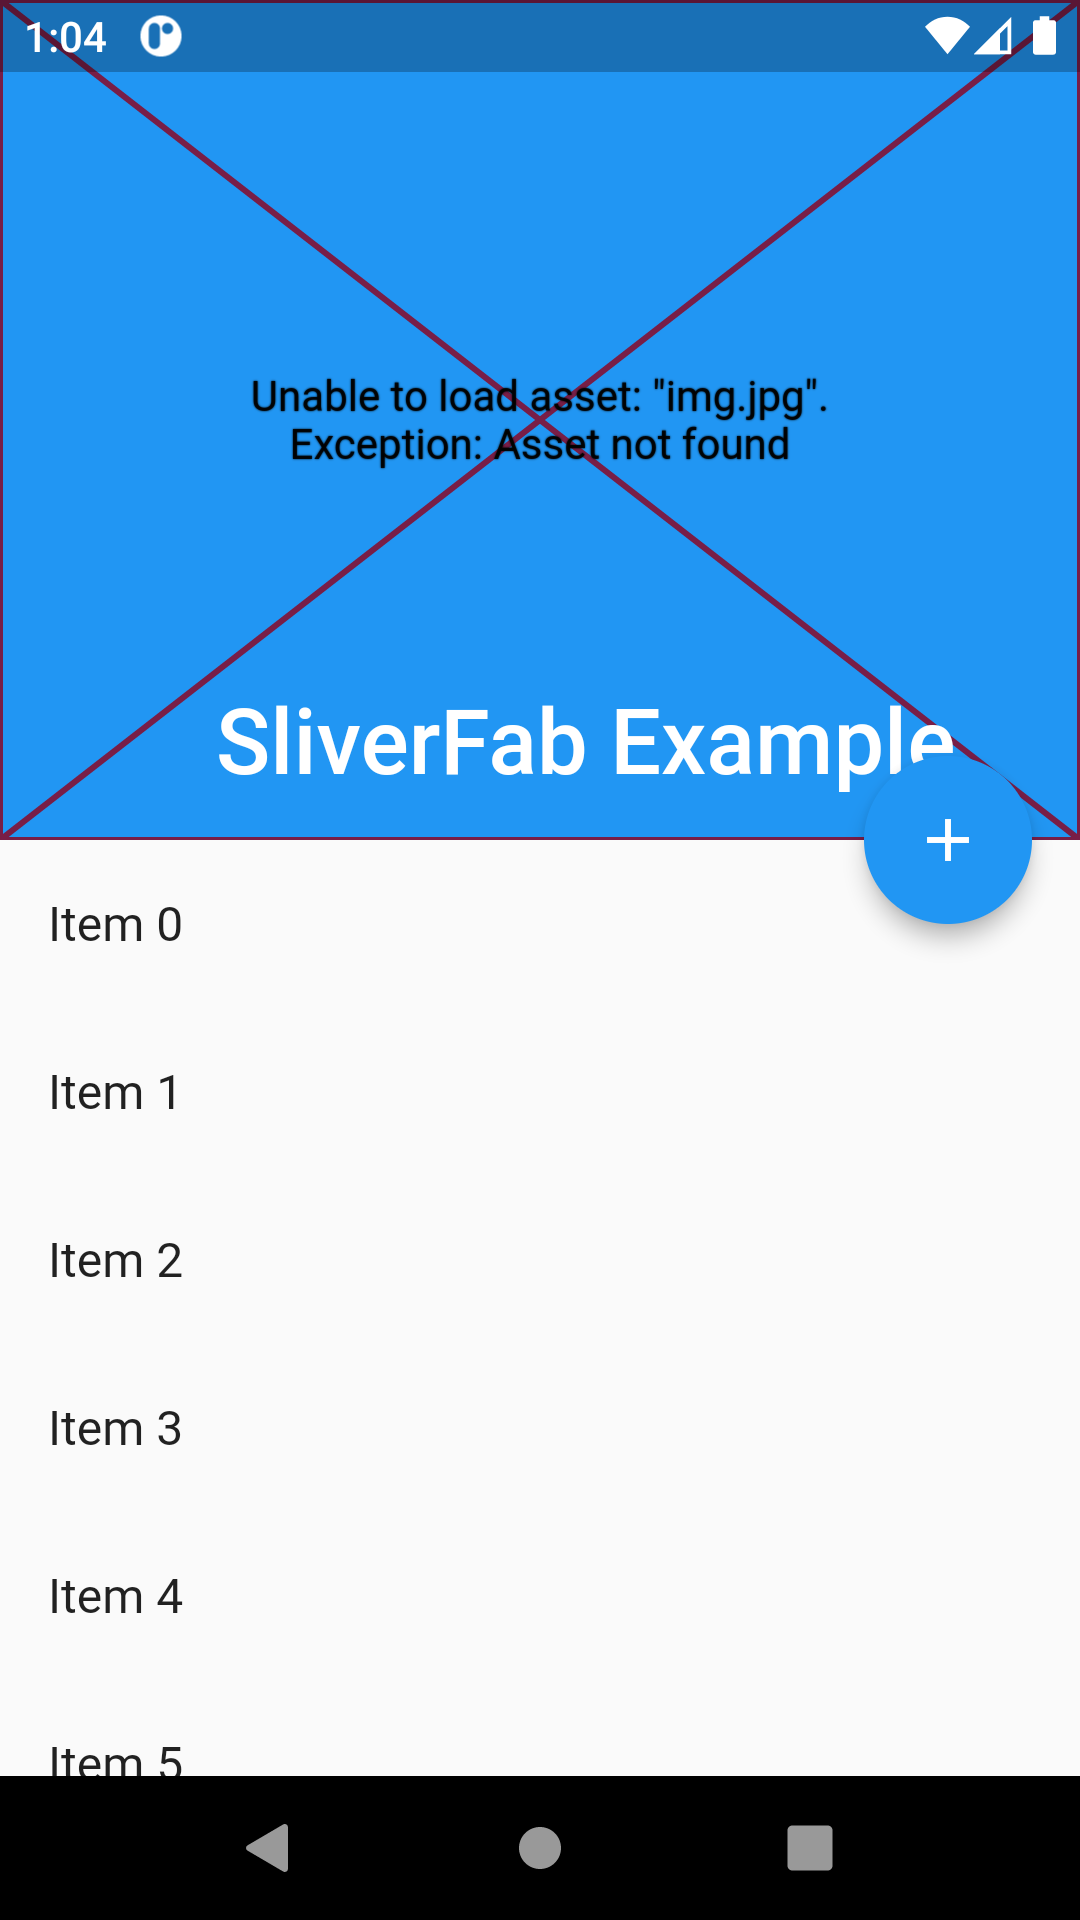 1:04
Unable to load asset: "img.jpg".
Exception: Asset not found
SliverFab Example
Item 0
Item 1
Item 2
Item 3
Item 4
Item 5